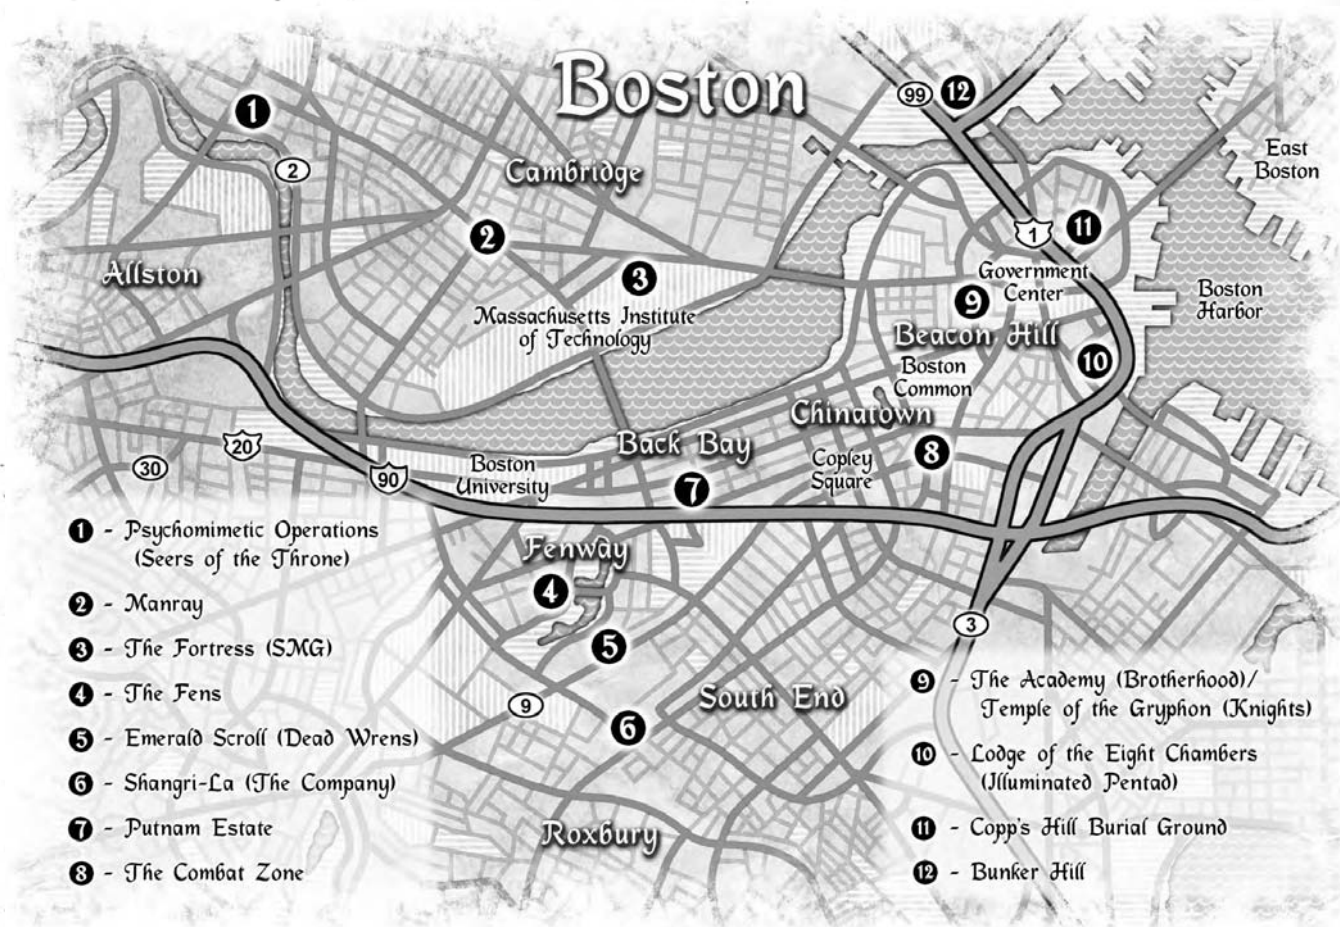 Boston
99
12
1
East
Boston
2
Cambridge
11
1
2
3
Allston
Government
Center
9
Boston
Harbor
Massachusetts Institute
of Technology
Beacon Hill
10
Boston
Common
Chinatown
20
Back Bay
8
30
90
Boston
University
Copley
Square
7
Fenway
4
3
5
9
South End
6
Roxbury
1 - Psychomimetic Operations
(Seers of the Throne)
2 - Manray
3 - The Fortress (SMG)
4 - The Fens
5 - Emerald Scroll (Dead Wrens)
6 - Shangri-La (The Company)
7 - Putnam Estate
8 - The Combat Zone
9 - The Academy (Brotherhood)/
Temple of the Gryphon (Knights)
10 - Lodge of the Eight Chambers
(Illuminated Pentad)
11 - Copp's Hill Burial Ground
12 - Bunker Hill